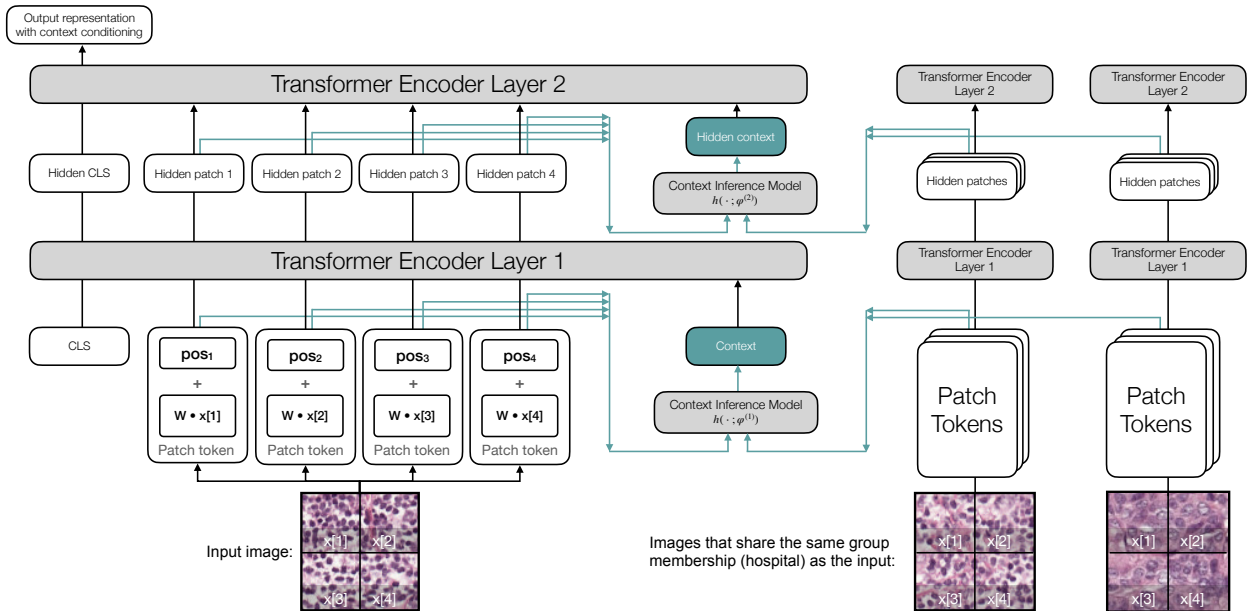 Output representation
with context conditioning
Transformer Encoder Layer 2
Transformer Encoder
Layer 2
Transformer Encoder
Layer 2
Hidden context
Hidden CLS
Hidden patch 1
Hidden patch 2
Hidden patch 3
Hidden patch 4
Context Inference Model
h( · ; φ(2))
Hidden patches
Hidden patches
Transformer Encoder Layer 1
Transformer Encoder
Layer 1
Transformer Encoder
Layer 1
CLS
pos1
+
W • x[1]
Patch token
pos2
+
W • x[2]
Patch token
pos3
+
W • x[3]
Patch token
pos4
+
W • x[4]
Patch token
Context
Context Inference Model
h( · ; φ(1))
Patch
Tokens
Patch
Tokens
Input image:
x[1]
x[2]
x[3]
x[4]
Images that share the same group
membership (hospital) as the input:
x[1]
x[2]
x[3]
x[4]
x[1]
x[2]
x[3]
x[4]